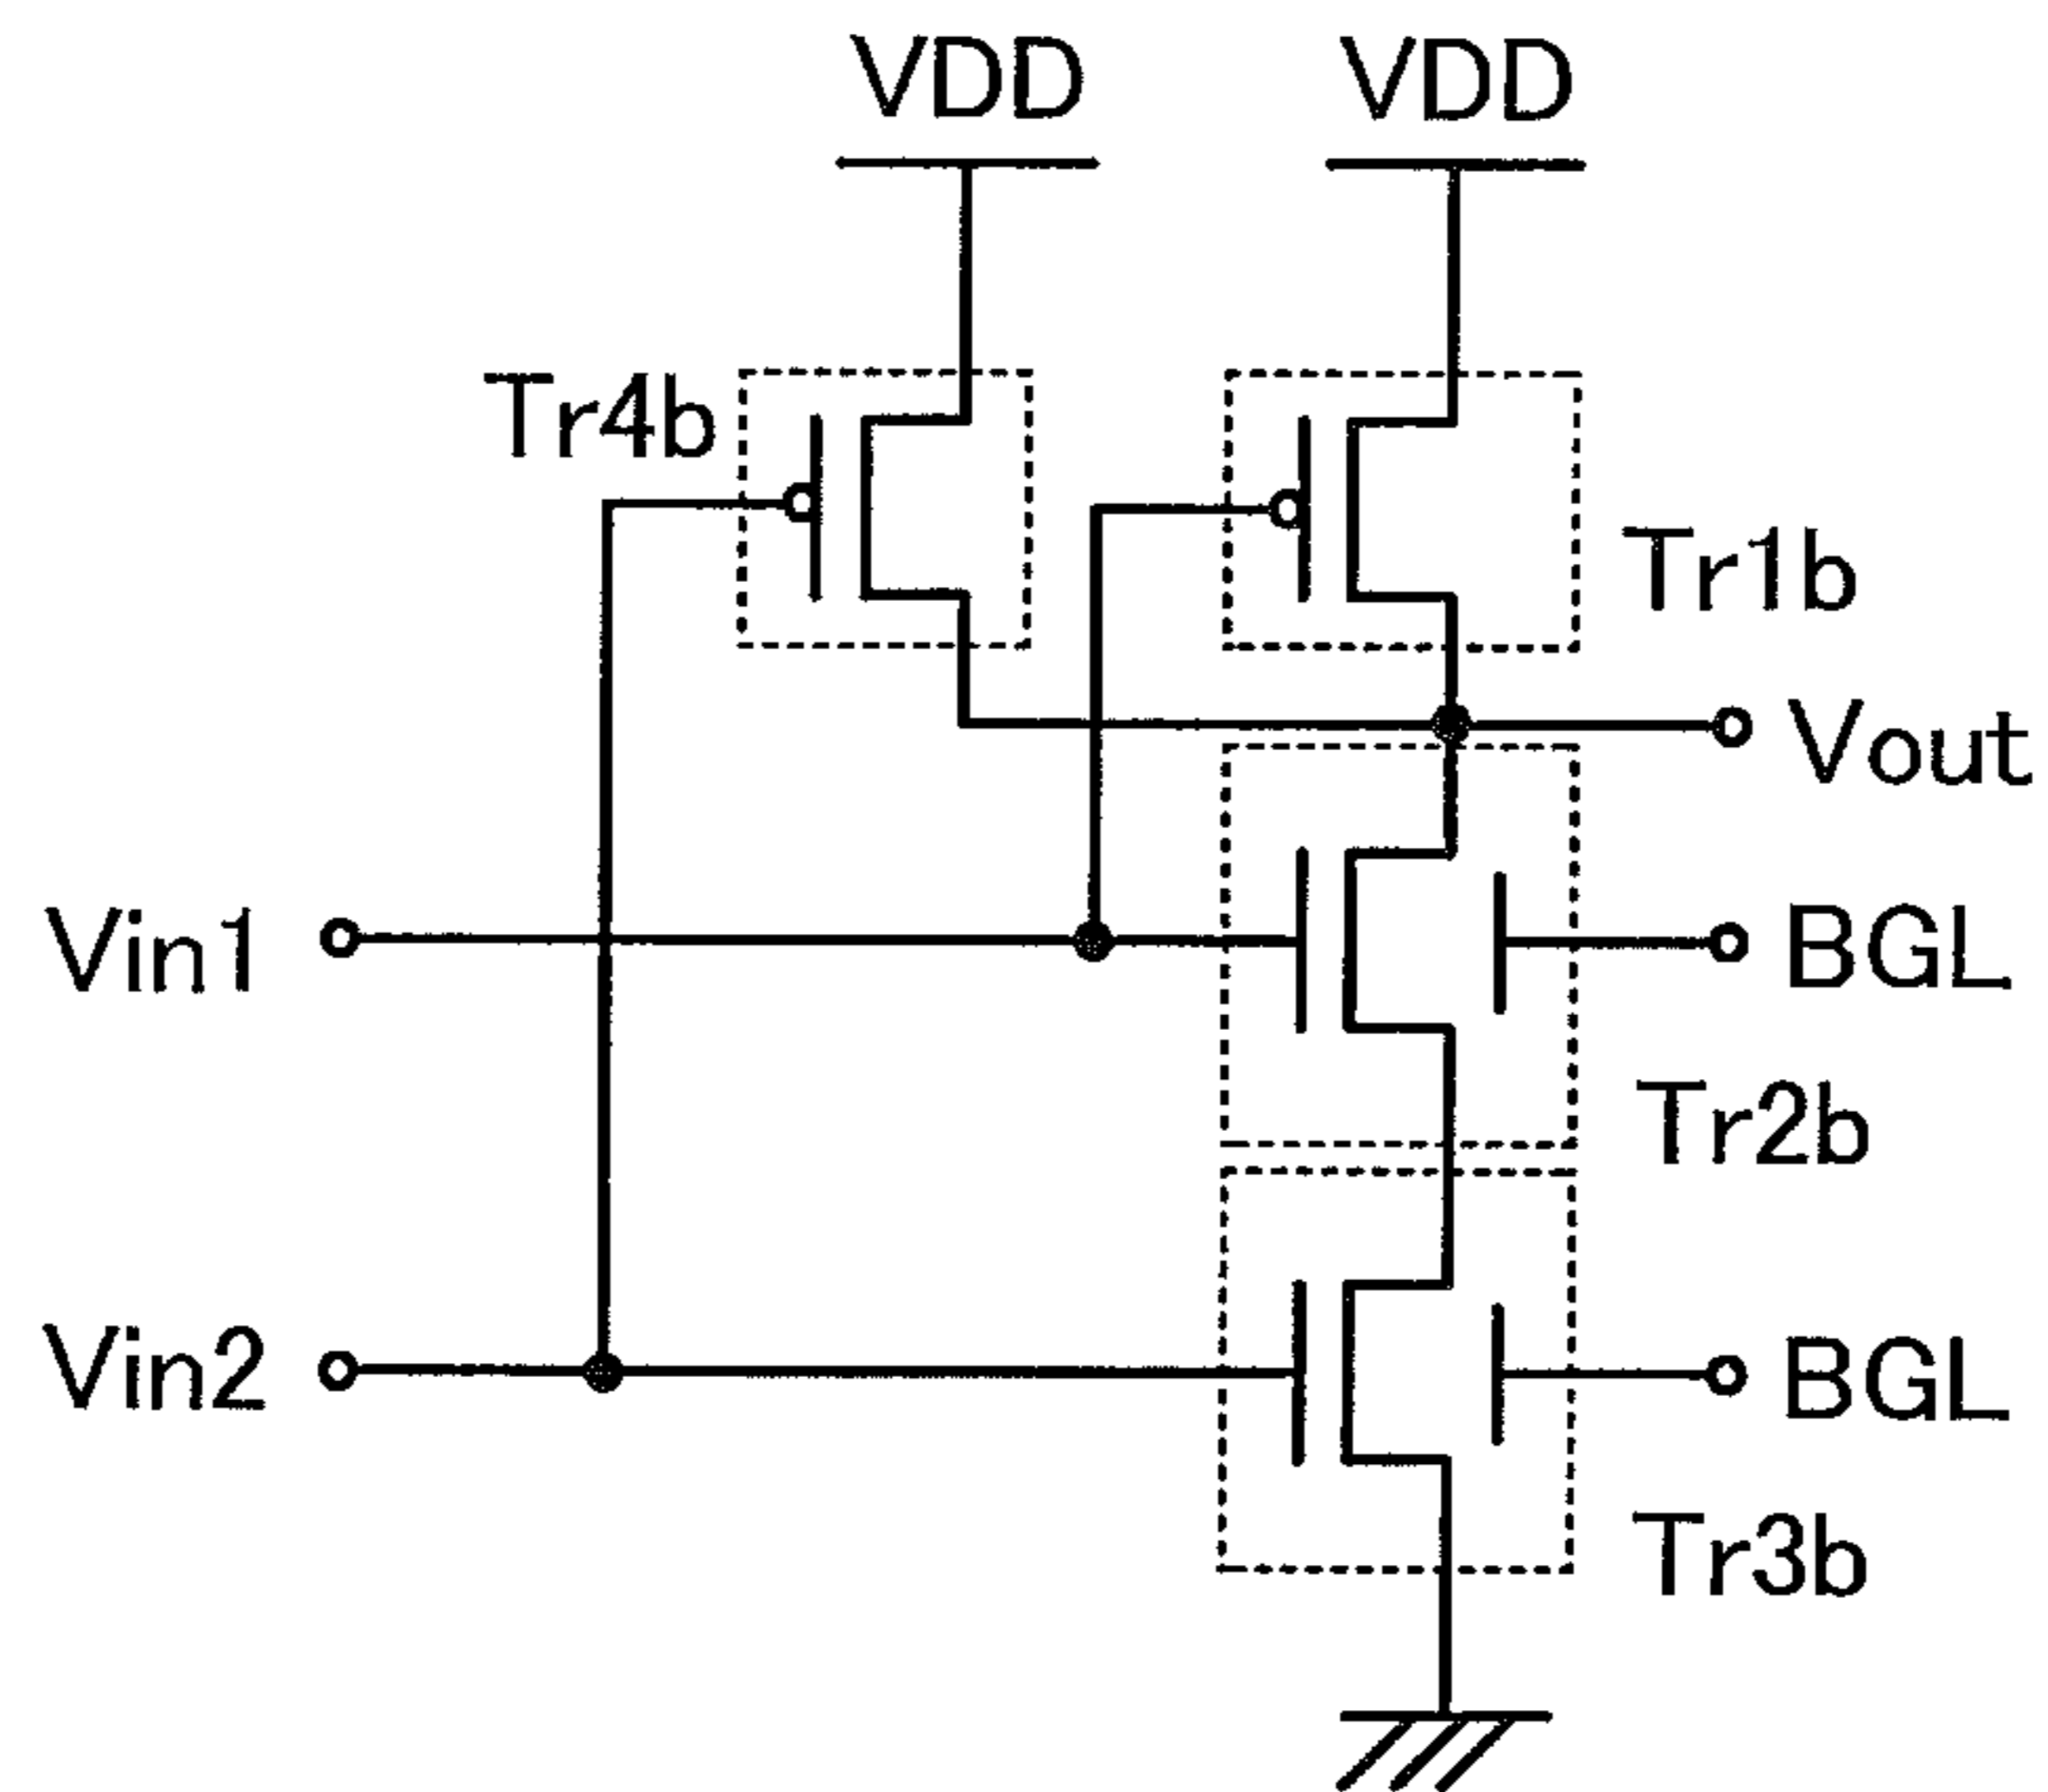 VDD VDD
Tr4b
Tr1b
Vout
Vin1 BGL
Tr2b
Vin2 BGL
Tr3b